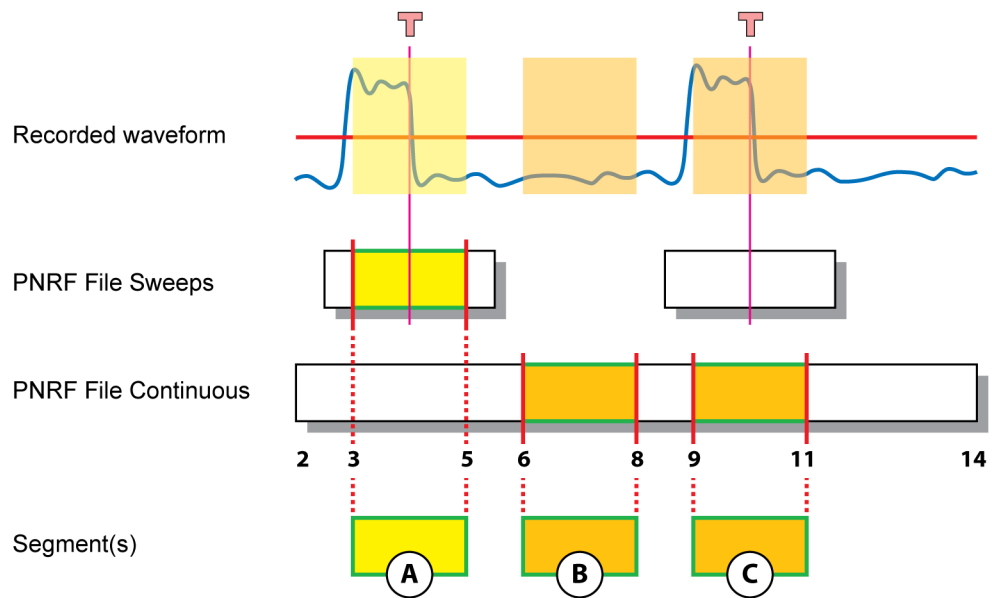 T T
Recorded waveform
PNRF File Sweeps
PNRF File Continuous
2 3 5 6 8 9 11 14
Segment(s)
A B C